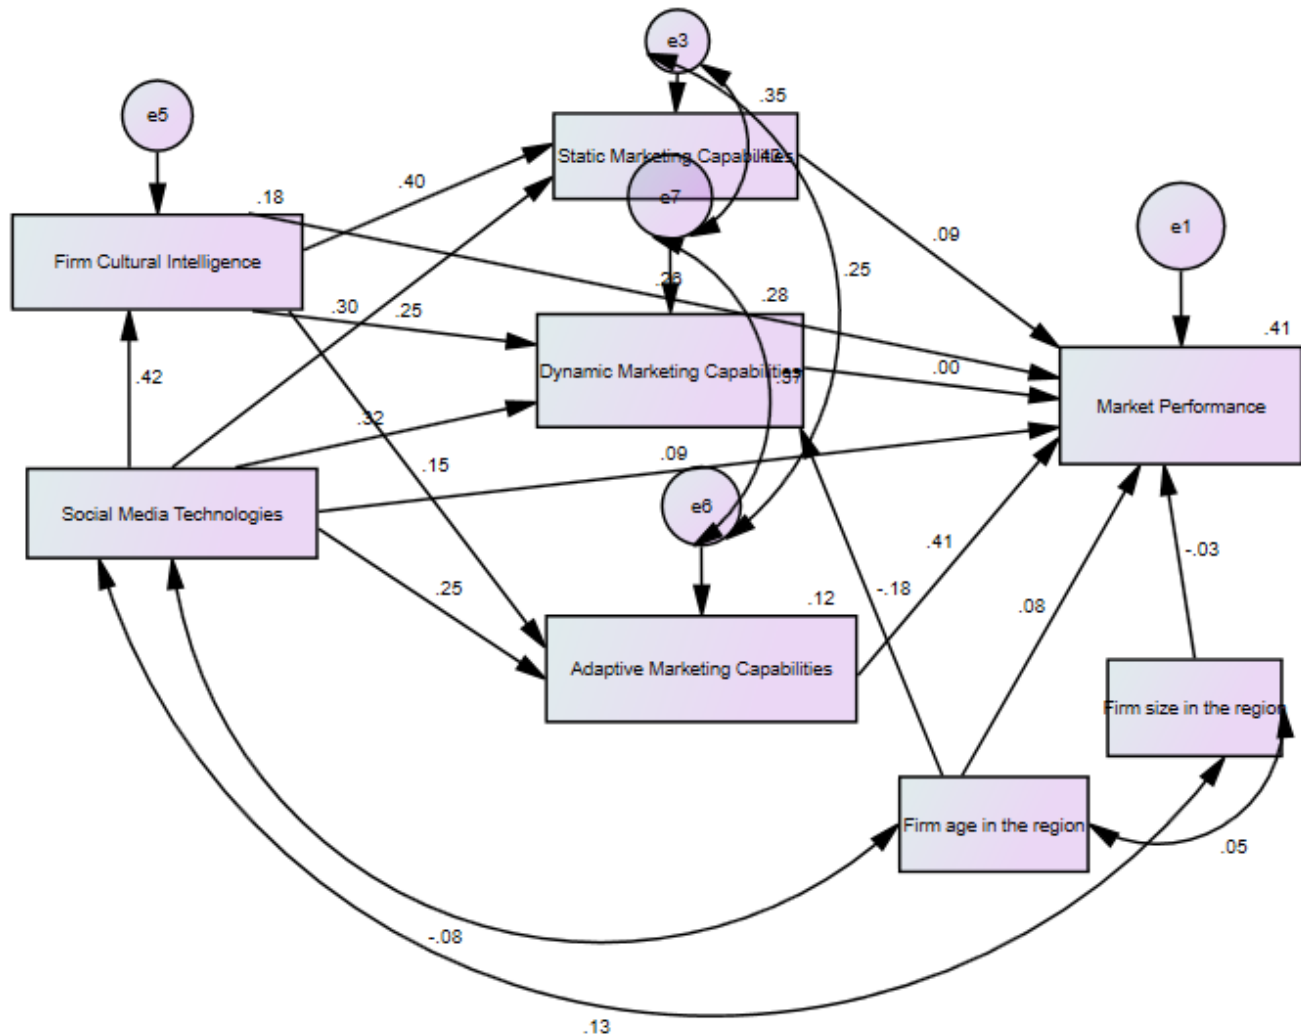 e3
.35
e5
Static Marketing Capabilities
.40
.18
e7
e1
.09
Firm Cultural Intelligence
.25
.28
.30
.25
.41
.00
Dynamic Marketing Capabilities
.42
Market Performance
.32
.09
.15
e6
Social Media Technologies
.41
-.03
.25
-.18
.12
.08
Adaptive Marketing Capabilities
Firm size in the region
Firm age in the region
.05
-.08
.13